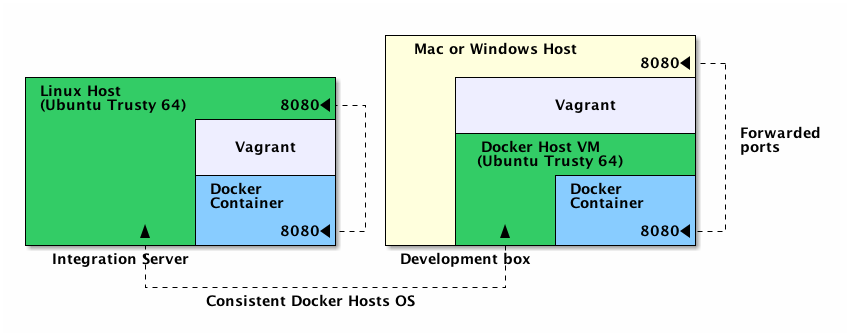 Linux Host
(Ubuntu Trusty 64)
8080
Vagrant
Docker
Container
8080
Integration Server
Mac or Windows Host
8080
Vagrant
Docker Host VM
(Ubuntu Trusty 64)
Docker
Container
8080
Development box
Forwarded
ports
Consistent Docker Hosts OS